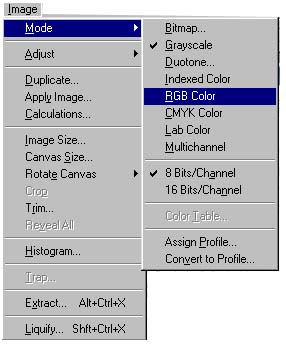 Image
Mode
Adjust
Duplicate...
Apply Image...
Calculations...
Image Size...
Canvas Size...
Rotate Canvas
Crop
Trim...
Reveal All
Histogram...
Trap...
Extract... Alt+Ctrl+X
Liquify... Shft+Ctrl+X
Bitmap...
Grayscale
Duotone...
Indexed Color
RGB Color
CMYK Color
Lab Color
Multichannel
8 Bits/Channel
16 Bits/Channel
Color Table...
Assign Profile...
Convert to Profile...